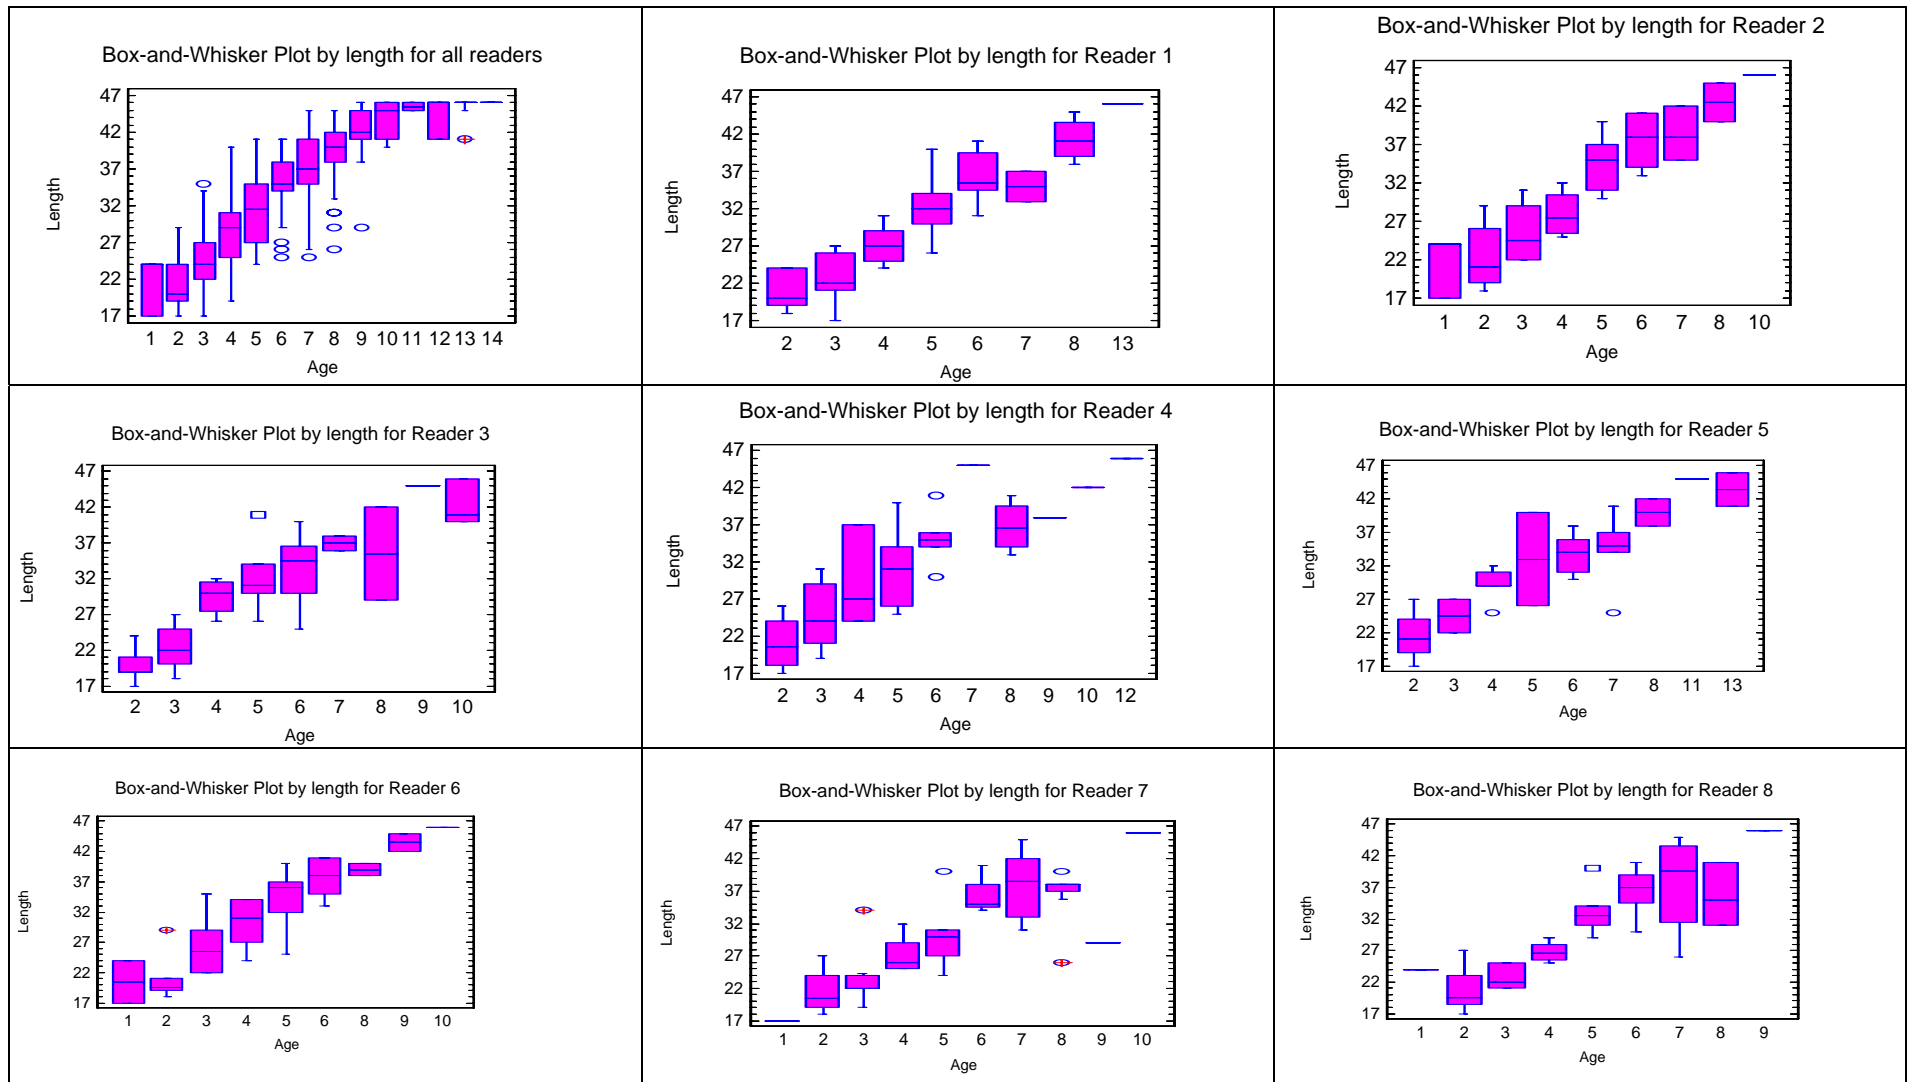 Box-and-Whisker Plot by length for all readers
47
42
37
32
27
22
17
Length
1 2 3 4 5 6 7 8 9 10 11 12 13 14
Age
Box-and-Whisker Plot by length for Reader 1
47
42
37
32
27
22
17
Length
2 3 4 5 6 7 8 13
Age
Box-and-Whisker Plot by length for Reader 2
47
42
37
32
27
22
17
Length
1 2 3 4 5 6 7 8 10
Age
Box-and-Whisker Plot by length for Reader 3
47
42
37
32
27
22
17
Length
2 3 4 5 6 7 8 9 10
Age
Box-and-Whisker Plot by length for Reader 4
47
42
37
32
27
22
17
Length
2 3 4 5 6 7 8 9 10 12
Age
Box-and-Whisker Plot by length for Reader 5
47
42
37
32
27
22
17
Length
2 3 4 5 6 7 8 11 13
Age
Box-and-Whisker Plot by length for Reader 6
47
42
37
32
27
22
17
Length
1 2 3 4 5 6 8 9 10
Age
Box-and-Whisker Plot by length for Reader 7
47
42
37
32
27
22
17
Length
1 2 3 4 5 6 7 8 9 10
Age
Box-and-Whisker Plot by length for Reader 8
47
42
37
32
27
22
17
Length
1 2 3 4 5 6 7 8 9
Age